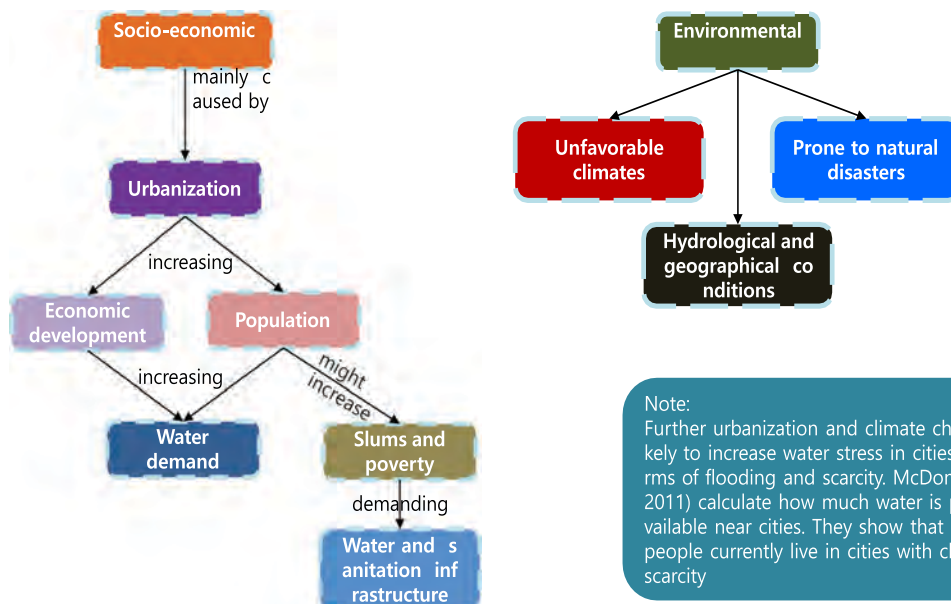 Socio-economic
mainly c
aused by
Urbanization
increasing
Economic
development
Population
increasing
might
increase
Water
demand
Slums and
poverty
demanding
Water and s
anitation inf
rastructure
Environmental
Unfavorable
climates
Prone to natural
disasters
Hydrological and
geographical co
nditions
Note:
Further urbanization and climate ch
kely to increase water stress in cities
rms of flooding and scarcity. McDon
2011) calculate how much water is p
vailable near cities. They show that
people currently live in cities with cl
scarcity